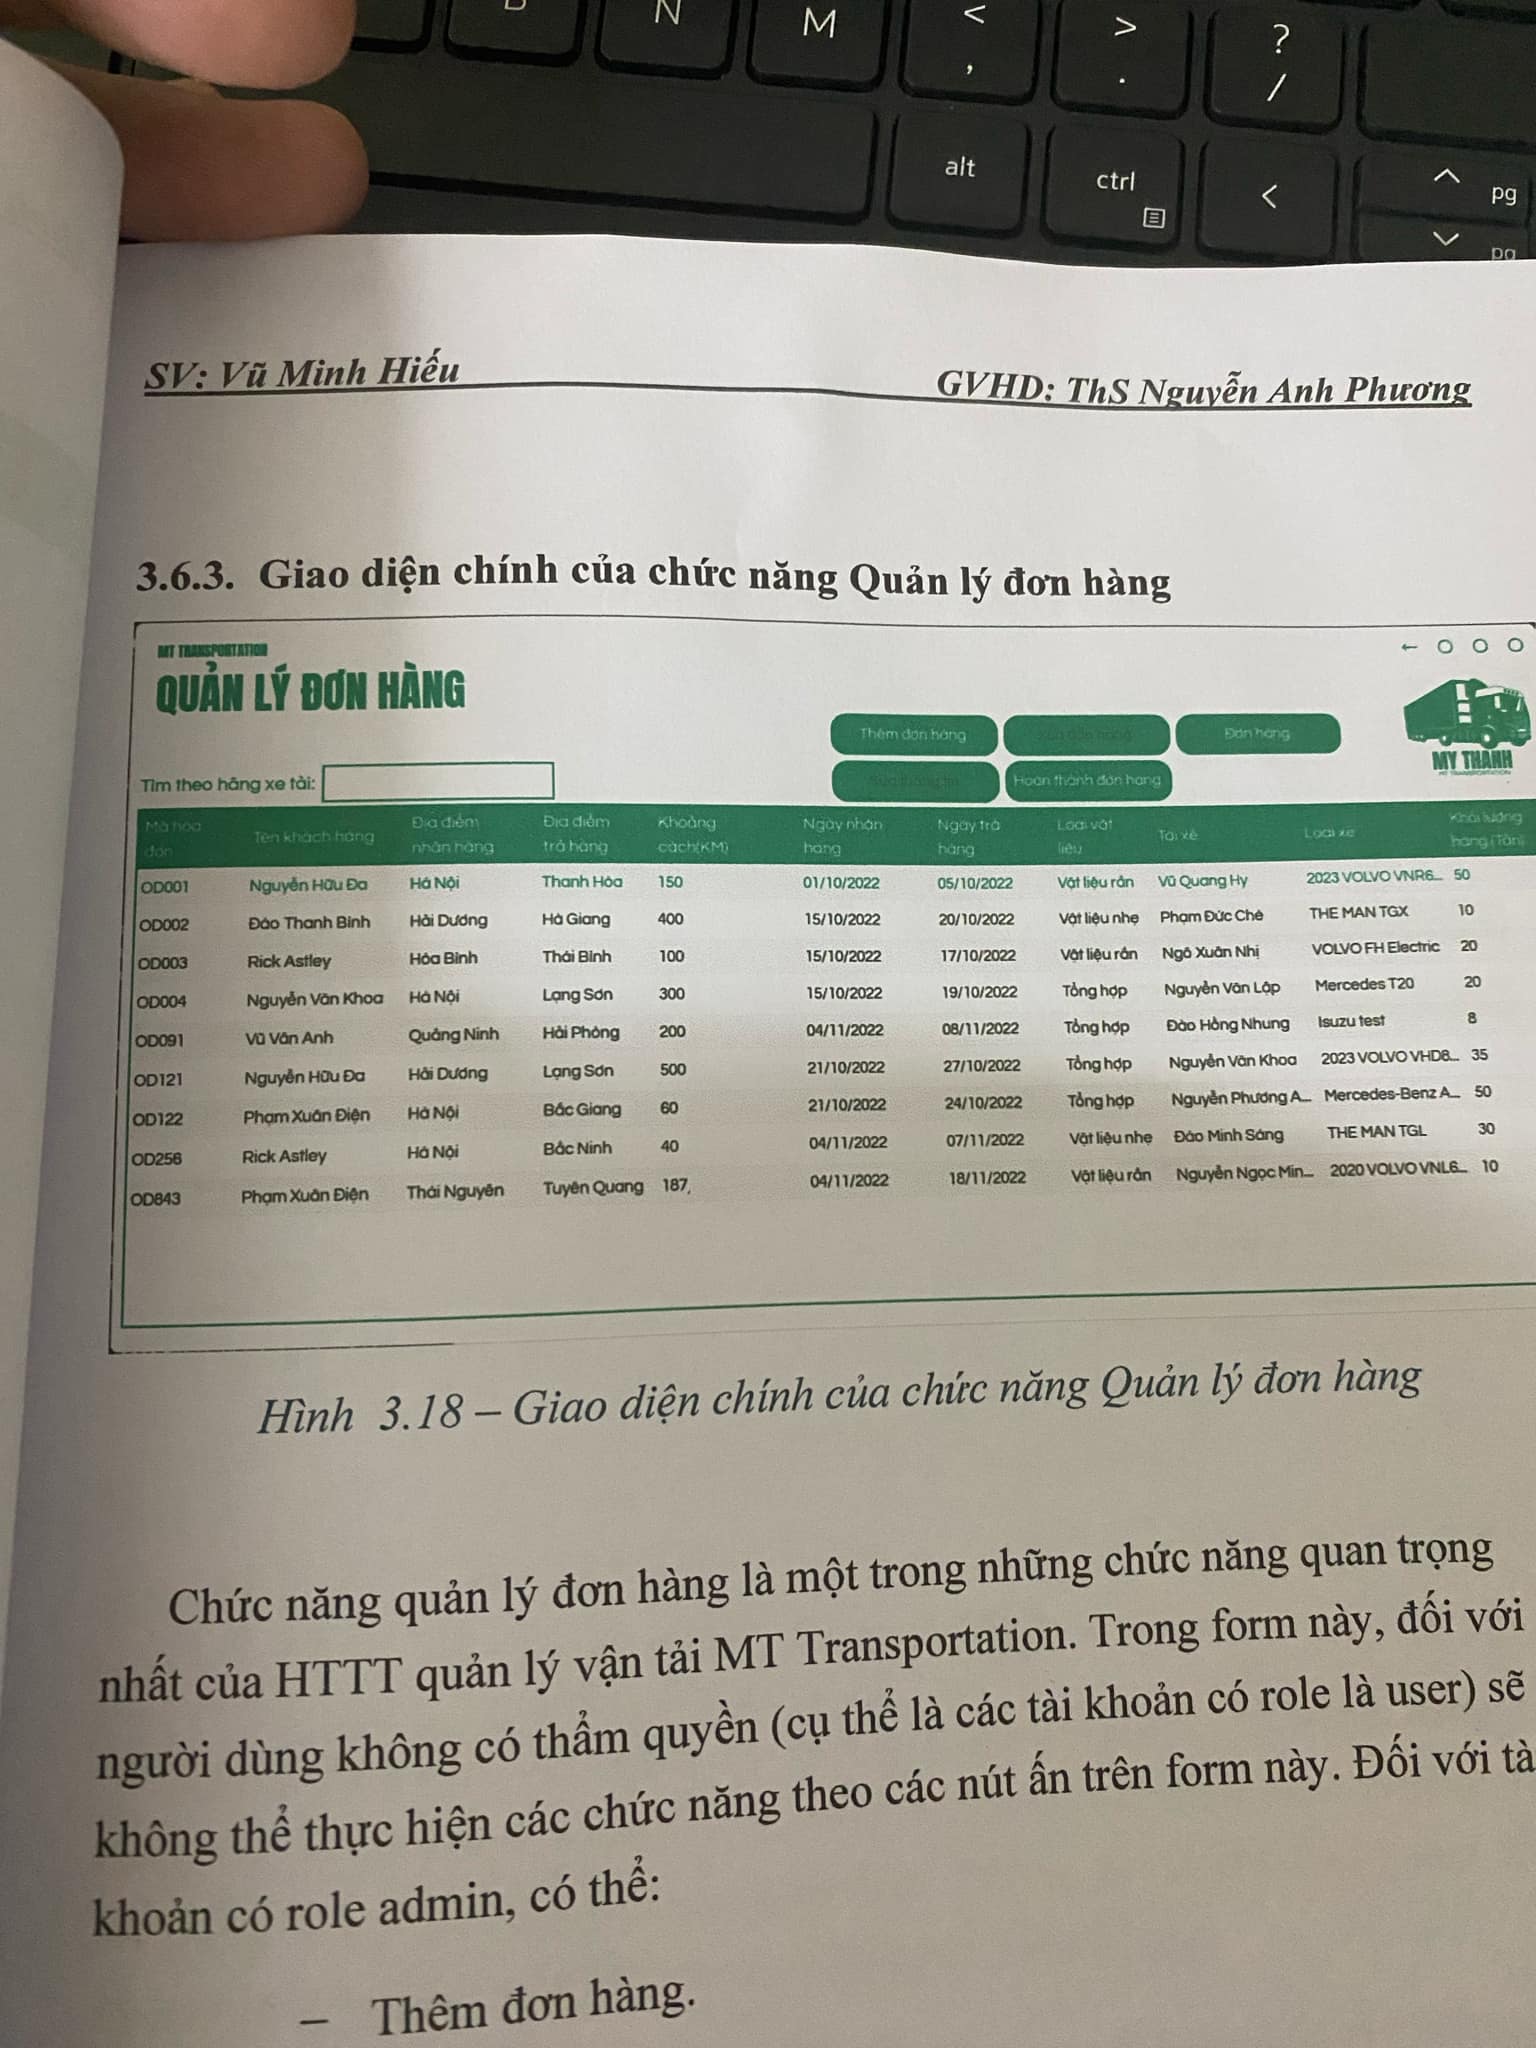 N
M
<
,
>
.
?
/
alt
ctrl
<
pg
SV: Vũ Minh Hiếu GVHD: ThS Nguyễn Anh Phương
3.6.3. Giao diện chính của chức năng Quản lý đơn hàng
MT TRANSPORTATION
QUẢN LÝ ĐƠN HÀNG
Thêm đơn hàng Đơn hàng
MY THANH
MT TRANSPORTATION
Tìm theo hãng xe tải: Hoàn thành đơn hàng
Mã hóa đơn Tên khách hàng Địa điểm nhận hàng Địa điểm trả hàng Khoảng cách(KM) Ngày nhận hàng Ngày trả hàng Loại vật liệu Tài xế Loại xe Khối lượng hàng (Tấn)
OD001 Nguyễn Hữu Đa Hà Nội Thanh Hóa 150 01/10/2022 05/10/2022 Vật liệu rắn Vũ Quang Hy 2023 VOLVO VNR6... 50
OD002 Đào Thanh Bình Hải Dương Hà Giang 400 15/10/2022 20/10/2022 Vật liệu nhẹ Phạm Đức Chè THE MAN TGX 10
OD003 Rick Astley Hòa Bình Thái Bình 100 15/10/2022 17/10/2022 Vật liệu rắn Ngô Xuân Nhị VOLVO FH Electric 20
OD004 Nguyễn Văn Khoa Hà Nội Lạng Sơn 300 15/10/2022 19/10/2022 Tổng hợp Nguyễn Văn Lập Mercedes T20 20
OD091 Vũ Vân Anh Quảng Ninh Hải Phòng 200 04/11/2022 08/11/2022 Tổng hợp Đào Hồng Nhung Isuzu test 8
OD121 Nguyễn Hữu Đa Hải Dương Lạng Sơn 500 21/10/2022 27/10/2022 Tổng hợp Nguyễn Văn Khoa 2023 VOLVO VHD8... 35
OD122 Phạm Xuân Điện Hà Nội Bắc Giang 60 21/10/2022 24/10/2022 Tổng hợp Nguyễn Phương A... Mercedes-Benz A... 50
OD256 Rick Astley Hà Nội Bắc Ninh 40 04/11/2022 07/11/2022 Vật liệu nhẹ Đào Minh Sáng THE MAN TGL 30
OD843 Phạm Xuân Điện Thái Nguyên Tuyên Quang 187, 04/11/2022 18/11/2022 Vật liệu rắn Nguyễn Ngọc Min... 2020 VOLVO VNL6... 10
Hình 3.18 – Giao diện chính của chức năng Quản lý đơn hàng
Chức năng quản lý đơn hàng là một trong những chức năng quan trọng
nhất của HTTT quản lý vận tải MT Transportation. Trong form này, đối với
người dùng không có thẩm quyền (cụ thể là các tài khoản có role là user) sẽ
không thể thực hiện các chức năng theo các nút ấn trên form này. Đối với tà
khoản có role admin, có thể:
– Thêm đơn hàng.